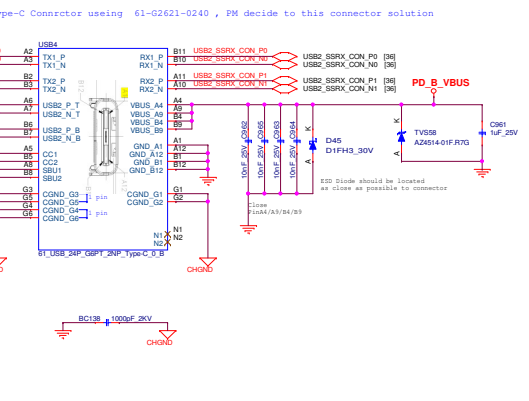 ype-C Connrctor useing 61-G2621-0240 , PM decide to this connector solution
USB4
A2 TX1_P RX1_P B11 USB2_SSRX_CON_P0 USB2_SSRX_CON_P0 [36]
A3 TX1_N RX1_N B10 USB2_SSRX_CON_N0 USB2_SSRX_CON_N0 [36]
B2 TX2_P RX2_P A11 USB2_SSRX_CON_P1 USB2_SSRX_CON_P1 [36]
B3 TX2_N RX2_N A10 USB2_SSRX_CON_N1 USB2_SSRX_CON_N1 [36]
PD_B_VBUS
A6 USB2_P_T VBUS_A4 A4
A7 USB2_N_T VBUS_A9 A9
VBUS_B4 B4
B6 USB2_P_B VBUS_B9 B9
B7 USB2_N_B
A5 CC1 GND_A1 A1
B5 CC2 GND_A12 A12
A8 SBU1 GND_B1 B1
B8 SBU2 GND_B12 B12
G3 CGND_G3 CGND_G1 G1
G5 CGND_G5 CGND_G2 G2
G4 CGND_G4
G6 CGND_G6
1 pin
1 pin
N1 N1
N2 N2
61_USB_24P_G6PT_2NP_Type-C_0_B
10nF_25V C962
10nF_25V C965
10nF_25V C963
10nF_25V C964
K
A
D45
D1FH3_30V
K
A
TVS58
AZ4514-01F.R7G
C961
1uF_25V
ESD Diode should be located
as close as possible to connector
Close
PinA4/A9/B4/B9
CHGND
BC138 1000pF_2KV
CHGND